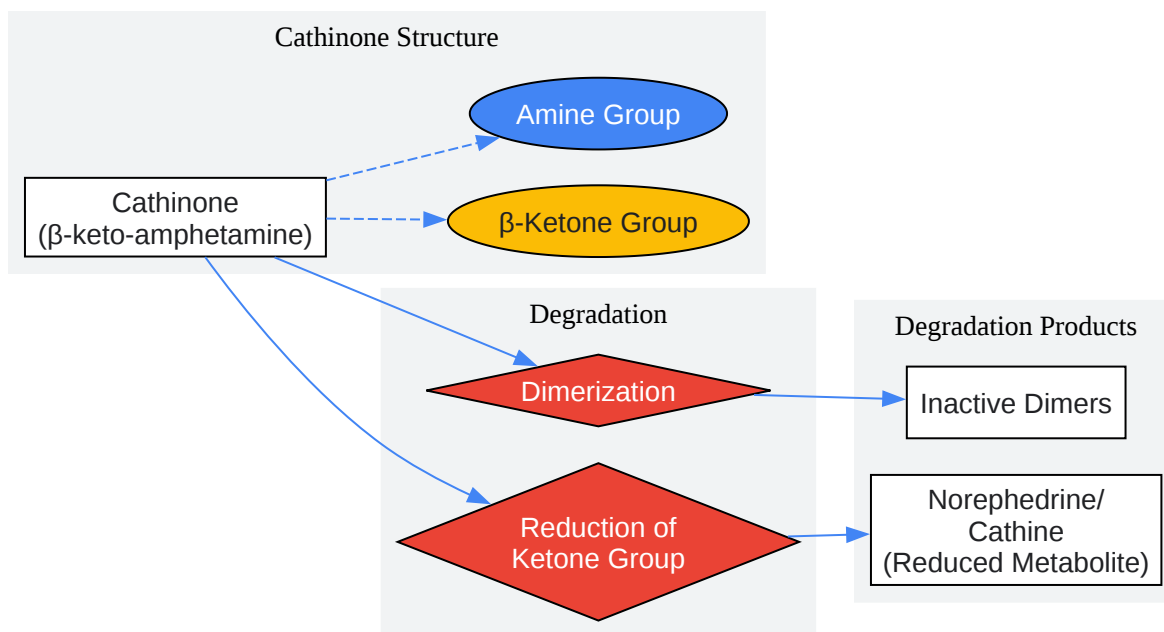 Cathinone Structure
Amine Group
Cathinone
(β-keto-amphetamine)
β-Ketone Group
Degradation
Degradation Products
Dimerization
Inactive Dimers
Reduction of
Ketone Group
Norephedrine/
Cathine
(Reduced Metabolite)